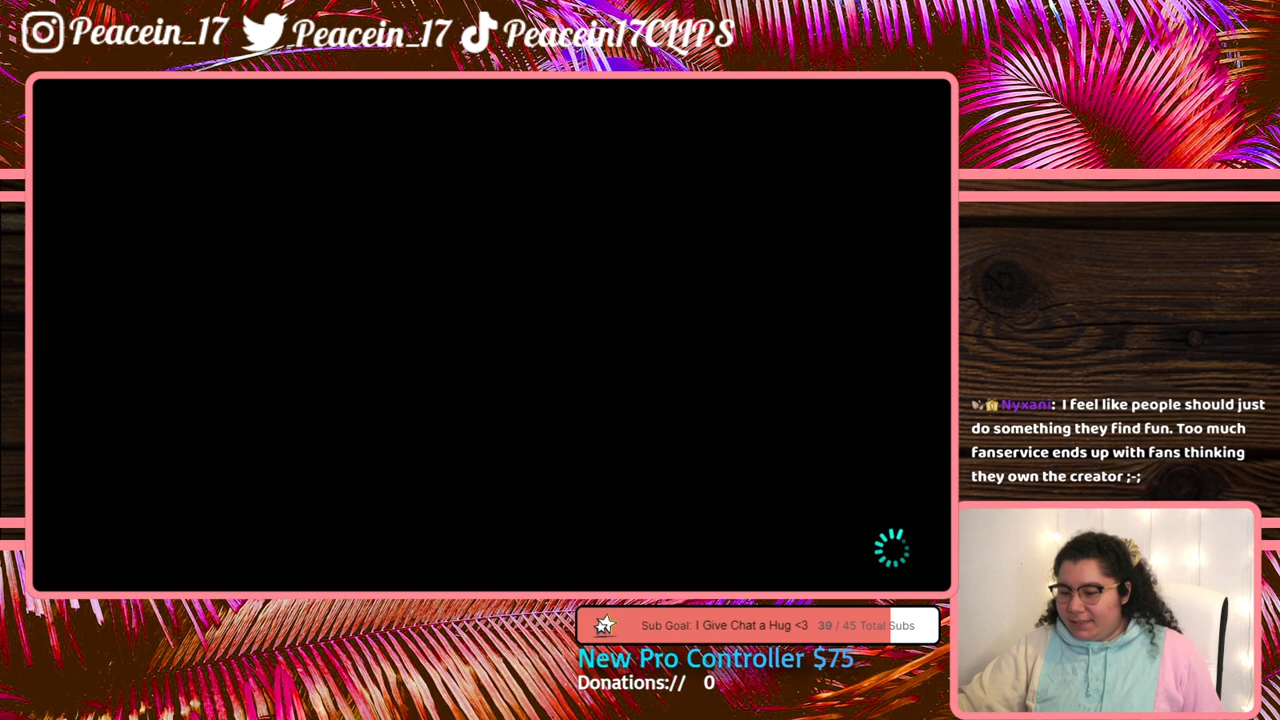 Peacein_17 Peacein_17 Peacein17CLIPS
Nyxani: I feel like people should just
do something they find fun. Too much
fanservice ends up with fans thinking
they own the creator ;-;
Sub Goal: I Give Chat a Hug <3 39 / 45 Total Subs
New Pro Controller $75
Donations:// 0